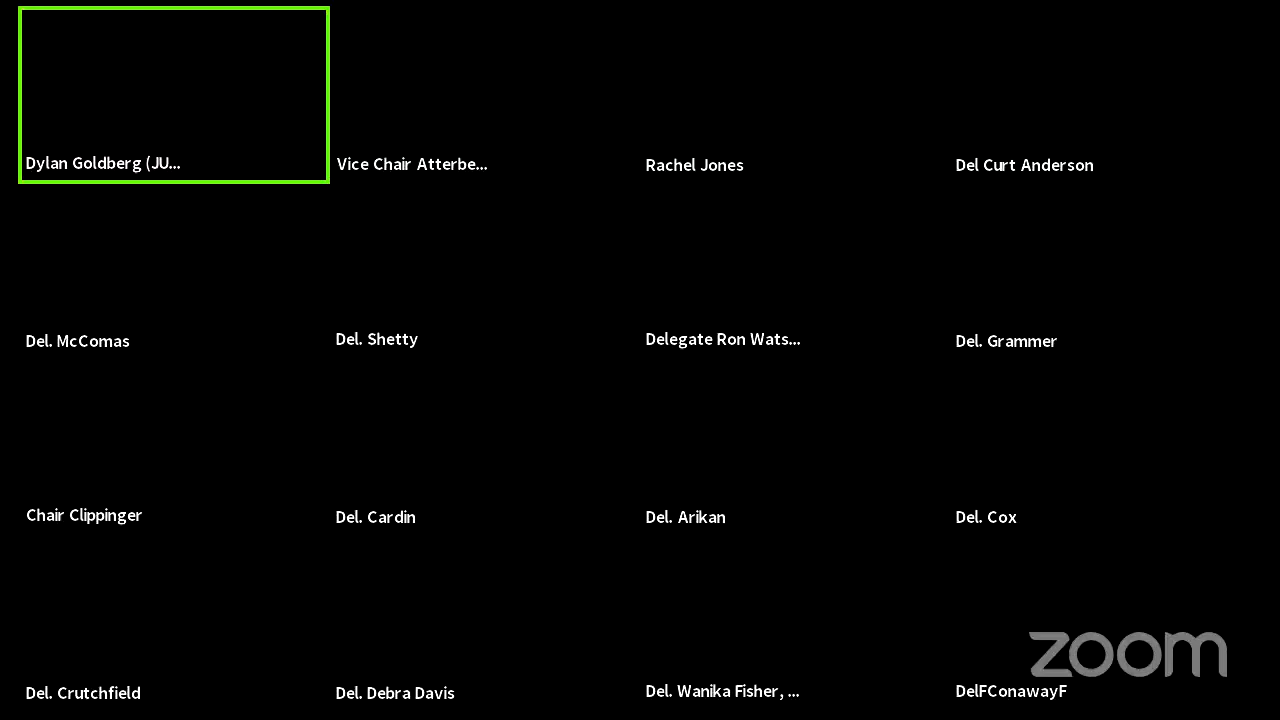 Dylan Goldberg (JU...
Vice Chair Atterbe...
Rachel Jones
Del Curt Anderson
Del. McComas
Del. Shetty
Delegate Ron Wats...
Del. Grammer
Chair Clippinger
Del. Cardin
Del. Arikan
Del. Cox
zoom
Del. Crutchfield
Del. Debra Davis
Del. Wanika Fisher, ...
DelFConawayF